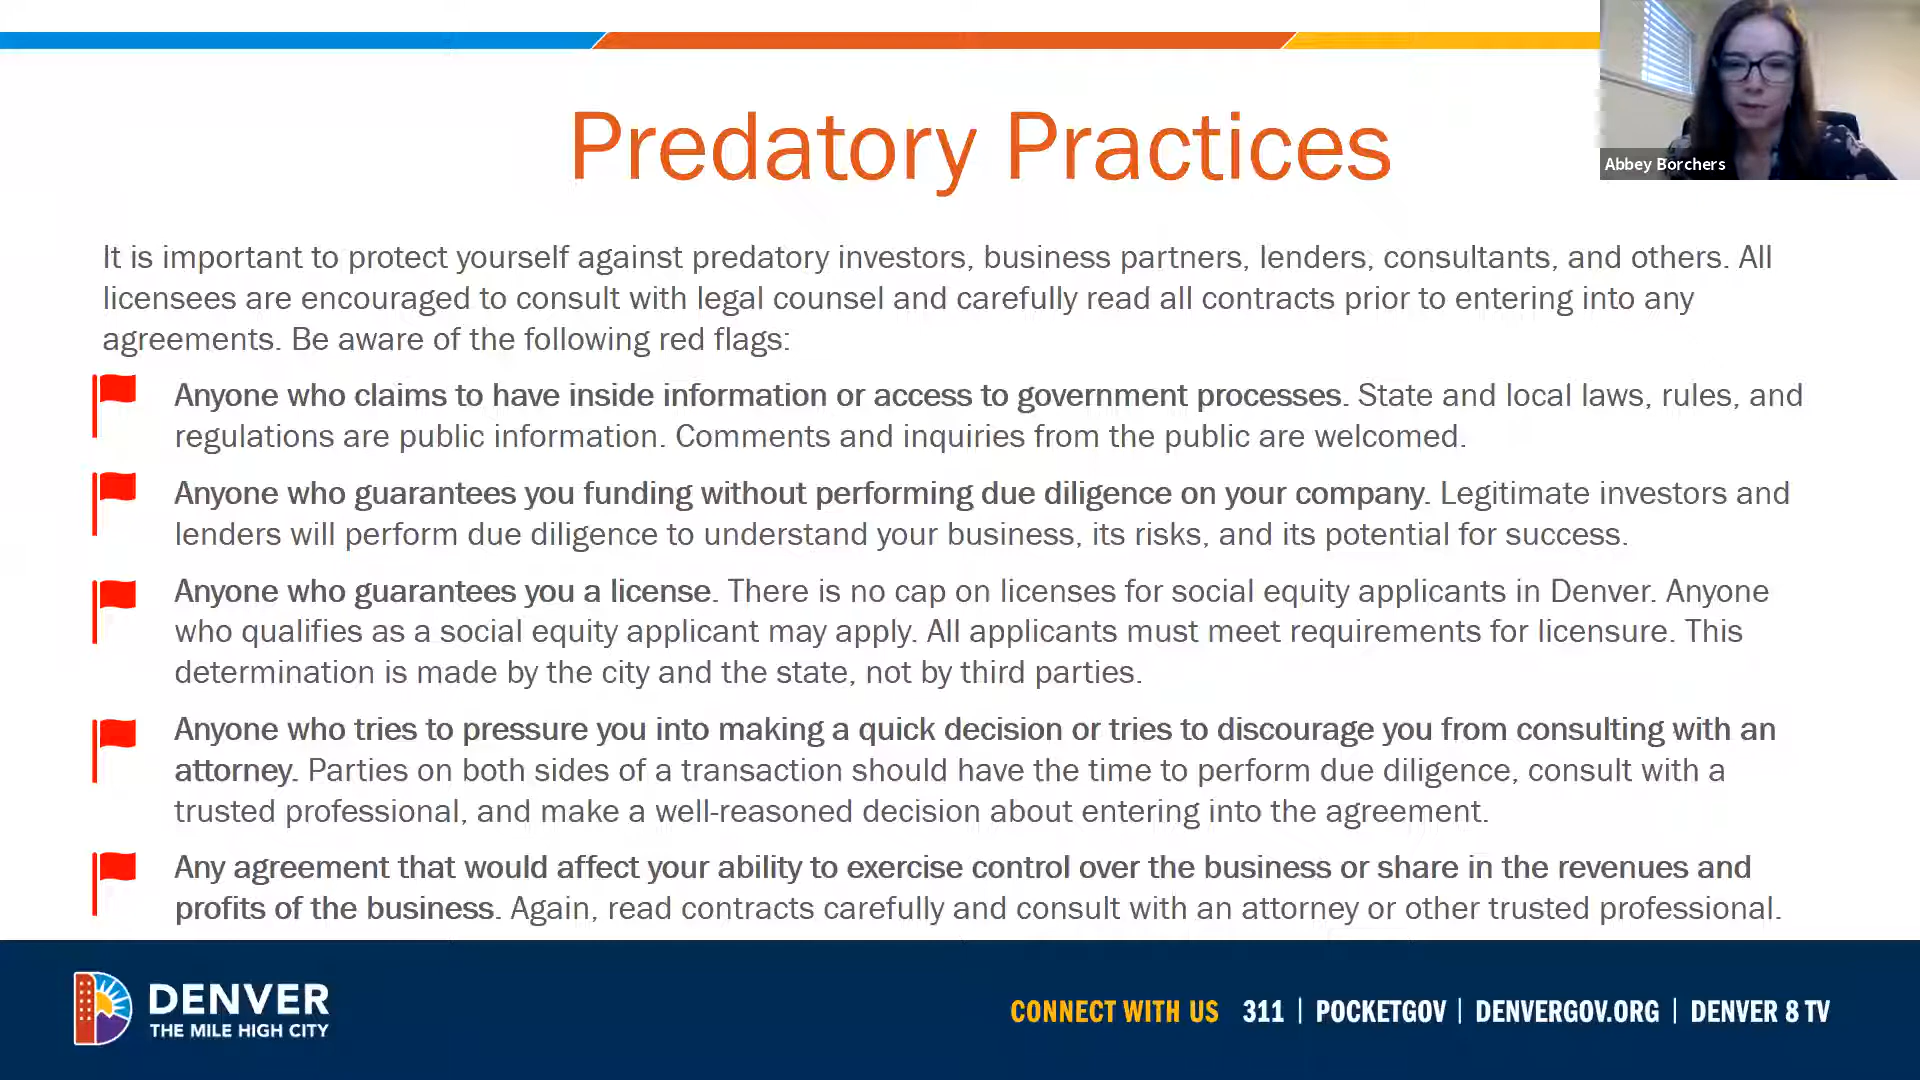 Predatory Practices
Abbey Borchers
It is important to protect yourself against predatory investors, business partners, lenders, consultants, and others. All
licensees are encouraged to consult with legal counsel and carefully read all contracts prior to entering into any
agreements. Be aware of the following red flags:
Anyone who claims to have inside information or access to government processes. State and local laws, rules, and
regulations are public information. Comments and inquiries from the public are welcomed.
Anyone who guarantees you funding without performing due diligence on your company. Legitimate investors and
lenders will perform due diligence to understand your business, its risks, and its potential for success.
Anyone who guarantees you a license. There is no cap on licenses for social equity applicants in Denver. Anyone
who qualifies as a social equity applicant may apply. All applicants must meet requirements for licensure. This
determination is made by the city and the state, not by third parties.
Anyone who tries to pressure you into making a quick decision or tries to discourage you from consulting with an
attorney. Parties on both sides of a transaction should have the time to perform due diligence, consult with a
trusted professional, and make a well-reasoned decision about entering into the agreement.
Any agreement that would affect your ability to exercise control over the business or share in the revenues and
profits of the business. Again, read contracts carefully and consult with an attorney or other trusted professional.
DENVER
THE MILE HIGH CITY
CONNECT WITH US 311 | POCKETGOV | DENVERGOV.ORG | DENVER 8 TV